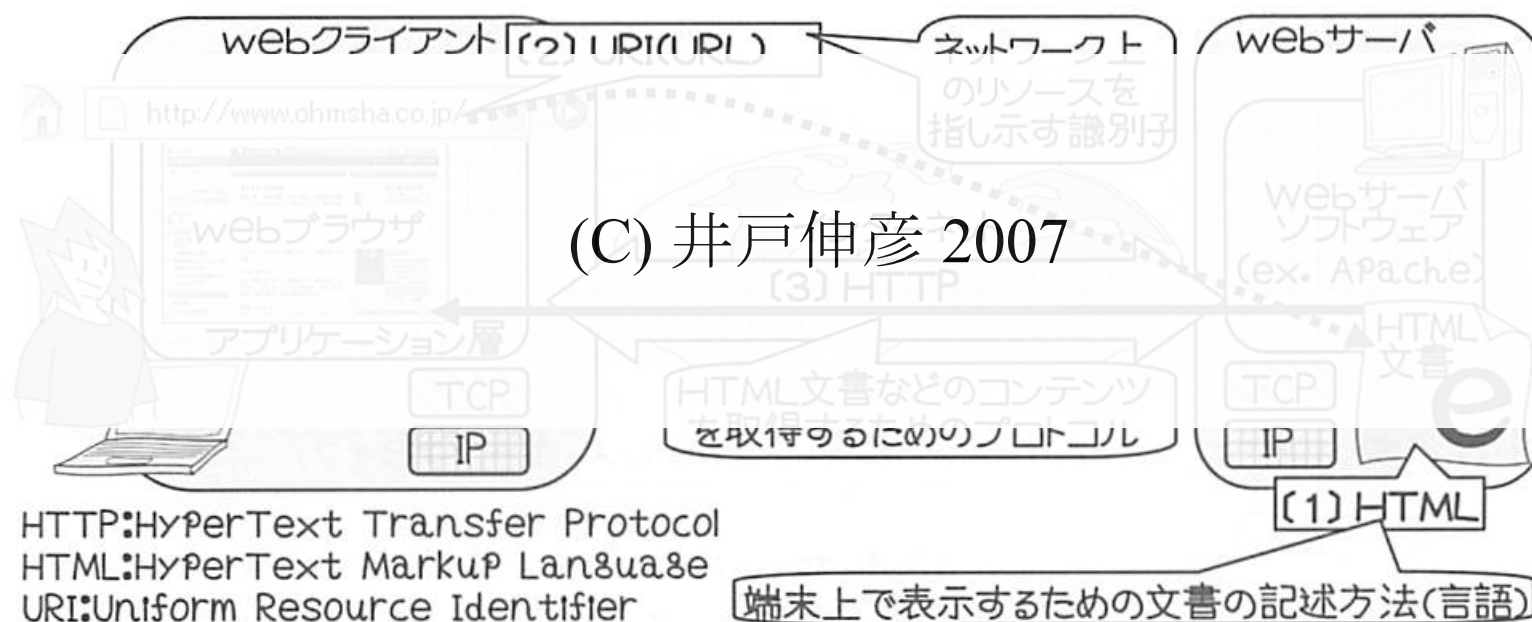 webクライアント
(2) URI(URL)
ネットワーク上
のリソースを
指し示す識別子
webサーバ
http://www.ohmsha.co.jp/
webブラウザ
webサーバ
ソフトウェア
(ex. Apache)
(C) 井戸伸彦 2007
(3) HTTP
アプリケーション層
HTML
文書
TCP
HTML文書などのコンテンツ
を取得するためのプロトコル
TCP
IP
IP
(1) HTML
HTTP:HyperText Transfer Protocol
HTML:HyperText Markup Language
URI:Uniform Resource Identifier
端末上で表示するための文書の記述方法(言語)